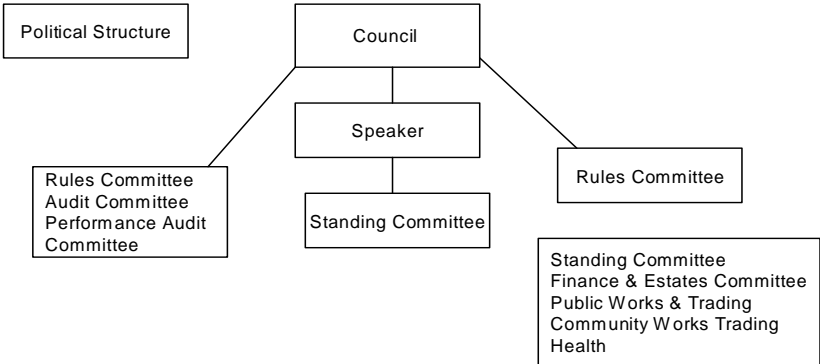 Political Structure
Council
Speaker
Rules Committee
Audit Committee
Performance Audit
Committee
Standing Committee
Rules Committee
Standing Committee
Finance & Estates Committee
Public Works & Trading
Community Works Trading
Health